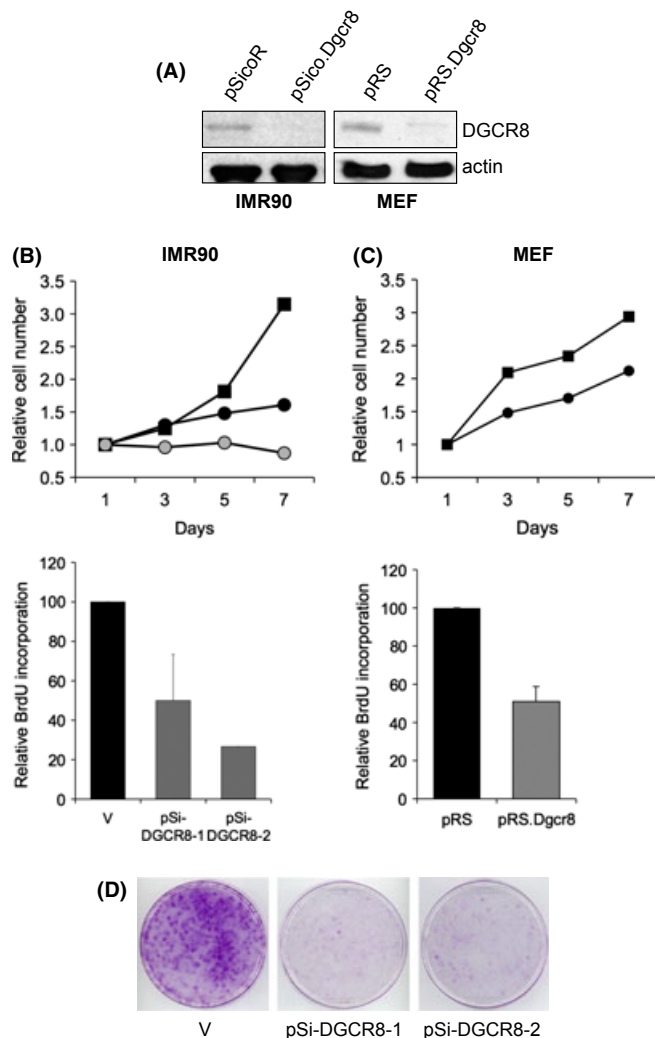 (A)
pSicoR
pSico.Dgcr8
pRS
pRS.Dgcr8
DGCR8
actin
IMR90
MEF
(B)
IMR90
Relative cell number
3.5
3.0
2.5
2.0
1.5
1.0
0.5
1 3 5 7
Days
(C)
MEF
Relative cell number
3.5
3
2.5
2
1.5
1
0.5
1 3 5 7
Days
Relative BrdU incorporation
120
100
80
60
40
20
0
V
pSi-
DGCR8-1
pSi-
DGCR8-2
Relative BrdU incorporation
120
100
80
60
40
20
0
pRS
pRS.Dgcr8
(D)
V
pSi-DGCR8-1
pSi-DGCR8-2